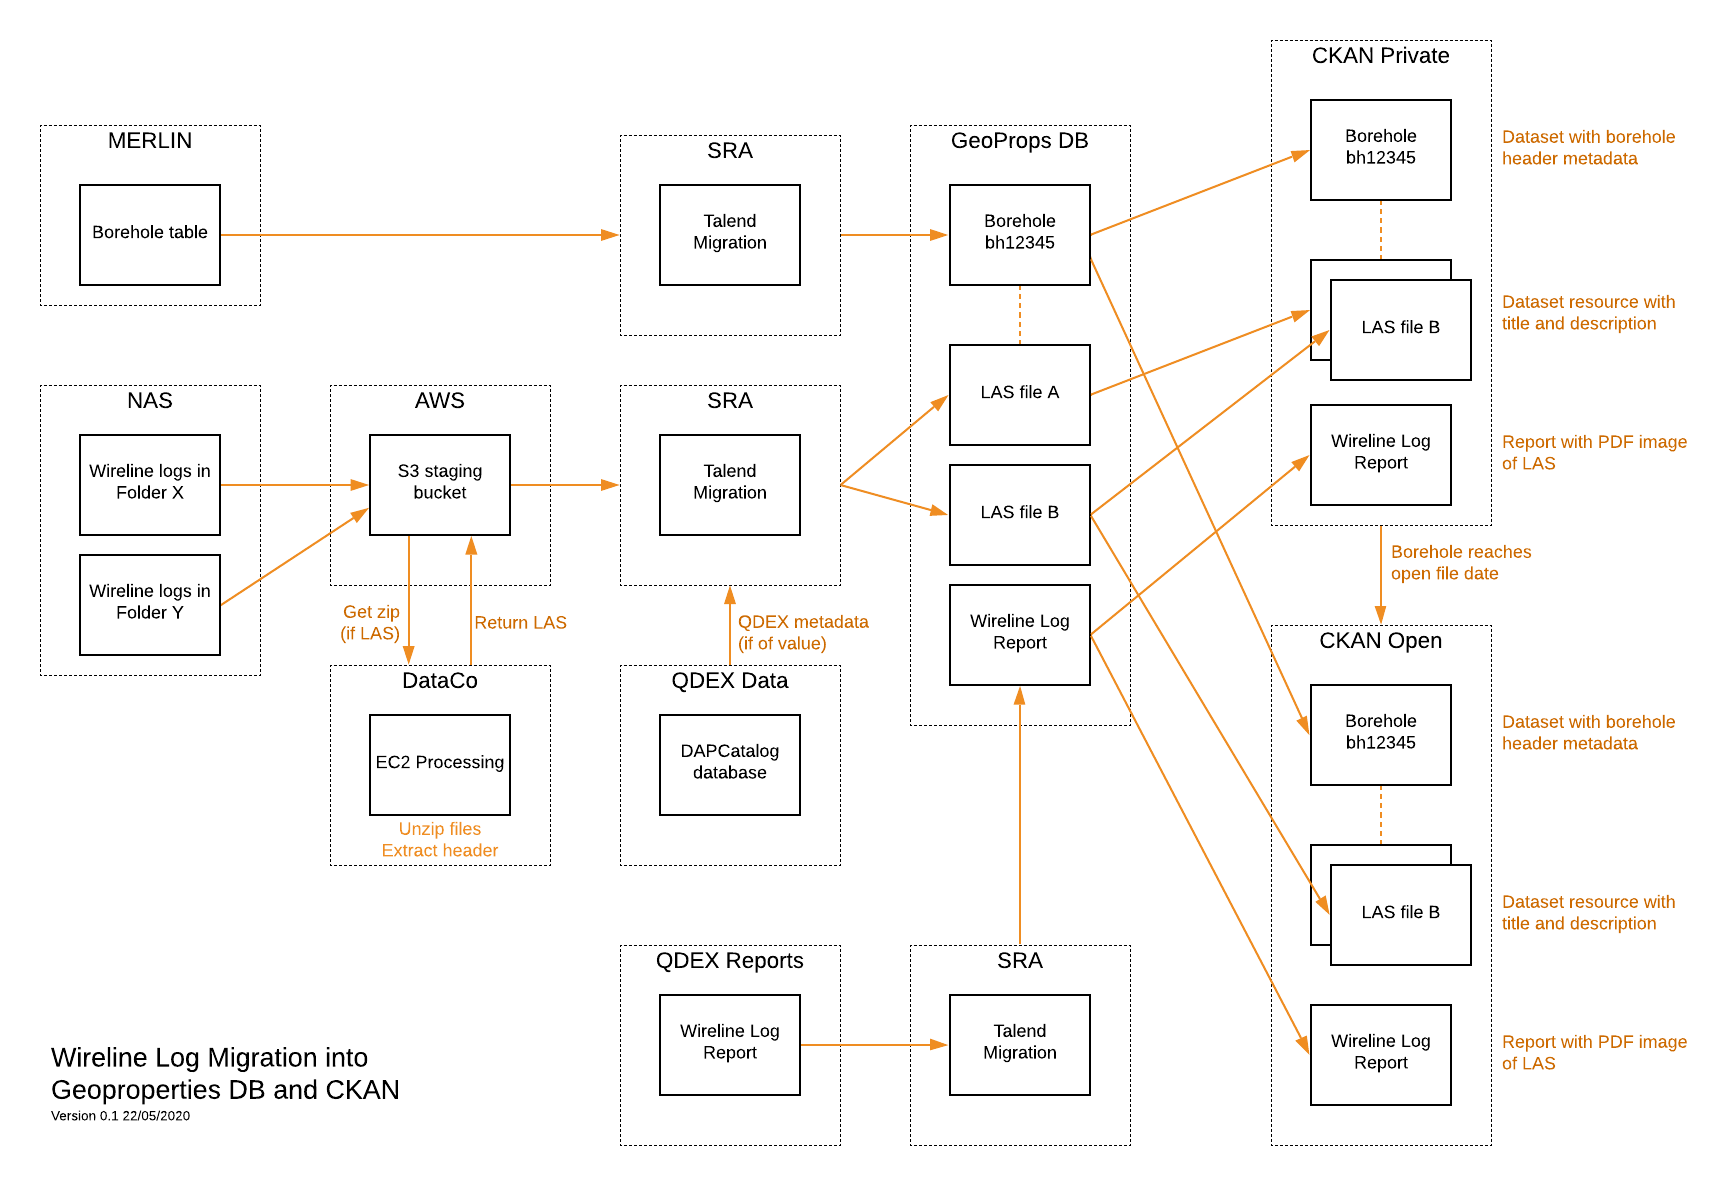 CKAN Private
Borehole
bh12345
Dataset with borehole
header metadata
MERLIN
Borehole table
SRA
Talend
Migration
GeoProps DB
Borehole
bh12345
LAS file B
Dataset resource with
title and description
NAS
Wireline logs in
Folder X
Wireline logs in
Folder Y
AWS
S3 staging
bucket
SRA
Talend
Migration
LAS file A
LAS file B
Wireline Log
Report
Wireline Log
Report
Report with PDF image
of LAS
Borehole reaches
open file date
Get zip
(if LAS)
Return LAS
QDEX metadata
(if of value)
DataCo
EC2 Processing
Unzip files
Extract header
QDEX Data
DAPCatalog
database
CKAN Open
Borehole
bh12345
Dataset with borehole
header metadata
LAS file B
Dataset resource with
title and description
QDEX Reports
Wireline Log
Report
SRA
Talend
Migration
Wireline Log
Report
Report with PDF image
of LAS
Wireline Log Migration into
Geoproperties DB and CKAN
Version 0.1 22/05/2020